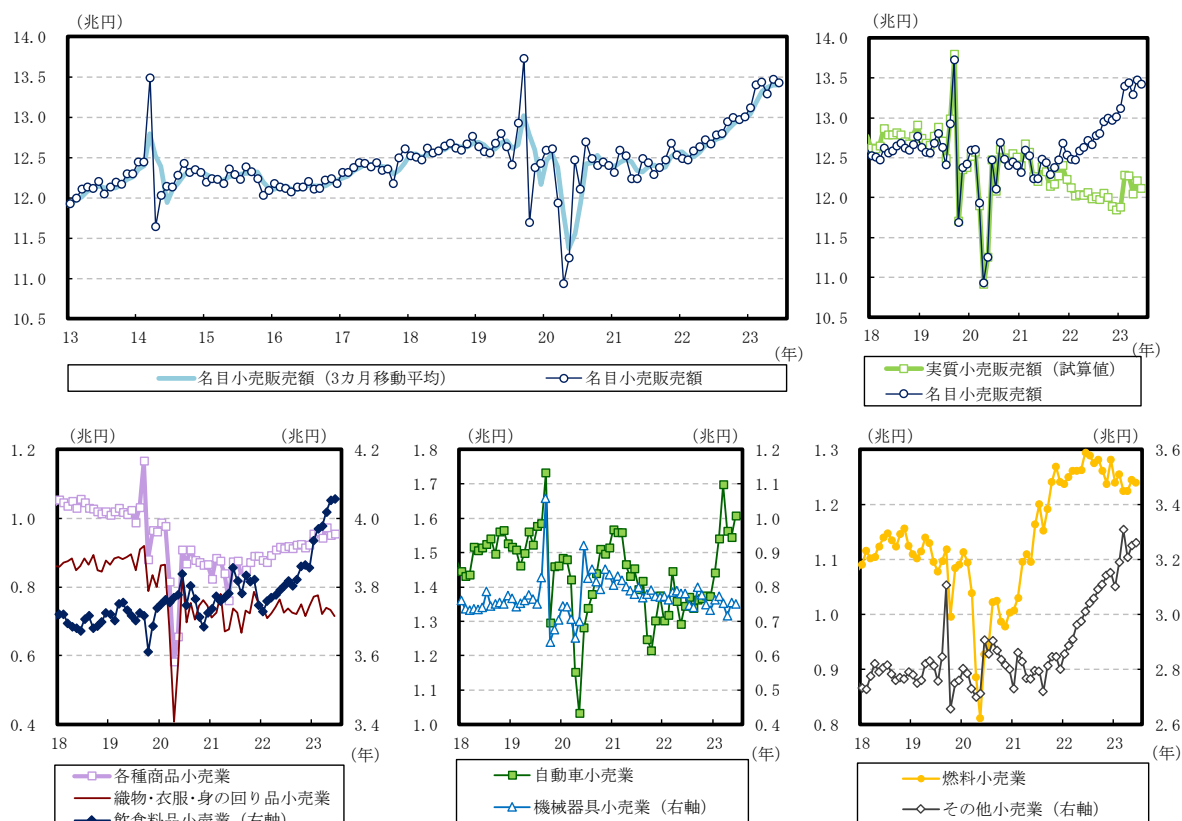 （兆円）
14.0
13.5
13.0
12.5
12.0
11.5
11.0
10.5
13 14 15 16 17 18 19 20 21 22 23
（年）
名目小売販売額（3カ月移動平均） 名目小売販売額
（兆円）
14.0
13.5
13.0
12.5
12.0
11.5
11.0
10.5
18 19 20 21 22 23
（年）
実質小売販売額（試算値）
名目小売販売額
（兆円） （兆円）
1.2 4.2
1.0 4.0
0.8 3.8
0.6 3.6
0.4 3.4
18 19 20 21 22 23
（年）
各種商品小売業
織物・衣服・身の回り品小売業
飲食料品小売業（右軸）
（兆円） （兆円）
1.8 1.2
1.7 1.1
1.6 1.0
1.5 0.9
1.4 0.8
1.3 0.7
1.2 0.6
1.1 0.5
1.0 0.4
18 19 20 21 22 23
（年）
自動車小売業
機械器具小売業（右軸）
（兆円） （兆円）
1.3 3.6
1.2 3.4
1.1 3.2
1.0 3.0
0.9 2.8
0.8 2.6
18 19 20 21 22 23
（年）
燃料小売業
その他小売業（右軸）